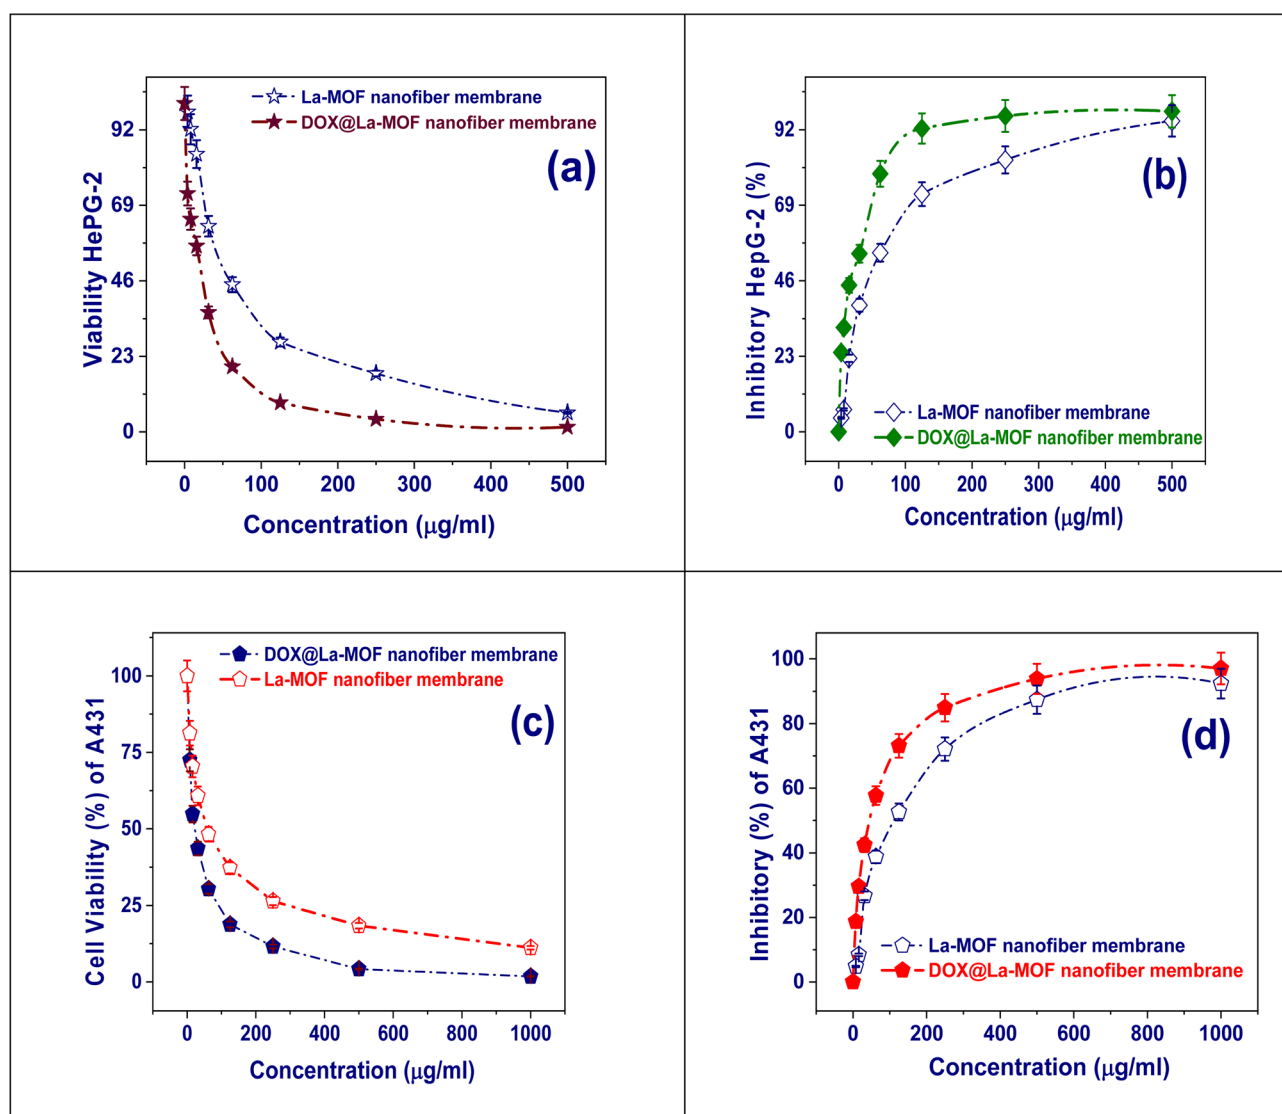 La-MOF nanofiber membrane
DOX@La-MOF nanofiber membrane
(a)
Viability HePG-2
92
69
46
23
0
0 100 200 300 400 500
Concentration (μg/ml)
La-MOF nanofiber membrane
DOX@La-MOF nanofiber membrane
(b)
Inhibitory HepG-2 (%)
92
69
46
23
0
0 100 200 300 400 500
Concentration (μg/ml)
DOX@La-MOF nanofiber membrane
La-MOF nanofiber membrane
(c)
Cell Viability (%) of A431
100
75
50
25
0
0 200 400 600 800 1000
Concentration (μg/ml)
La-MOF nanofiber membrane
DOX@La-MOF nanofiber membrane
(d)
Inhibitory (%) of A431
100
80
60
40
20
0
0 200 400 600 800 1000
Concentration (μg/ml)